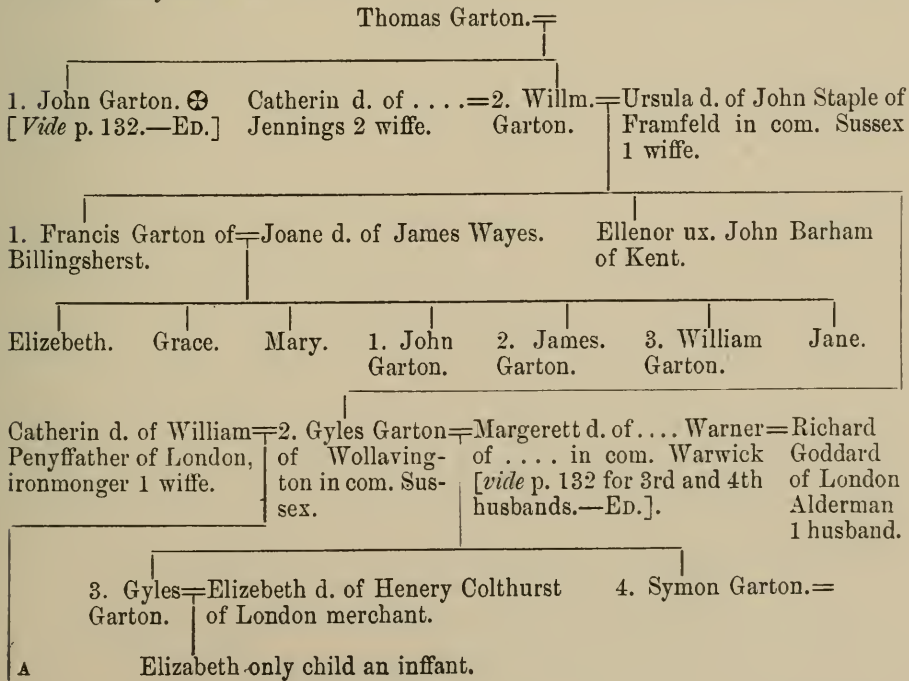 Thomas Garton.
1. John Garton. ✠
[Vide p. 132.—ED.]
Catherin d. of . . . .=2. Willm.=Ursula d. of John Staple of
Jennings 2 wiffe. Garton. Framfeld in com. Sussex
1 wiffe.
1. Francis Garton of=Joane d. of James Wayes.
Billingsherst.
Ellenor ux. John Barham
of Kent.
Elizebeth. Grace. Mary. 1. John 2. James. 3. William Jane.
Garton. Garton. Garton.
Catherin d. of William=2. Gyles Garton=Margerett d. of . . . . Warner=Richard
Penyffather of London, of Wollaving- of . . . . in com. Warwick Goddard
ironmonger 1 wiffe. ton in com. Sus- [vide p. 132 for 3rd and 4th of London
sex. husbands.—ED.]. Alderman
1 husband.
3. Gyles=Elizebeth d. of Henery Colthurst 4. Symon Garton.=
Garton. of London merchant.
A Elizabeth only child an inffant.